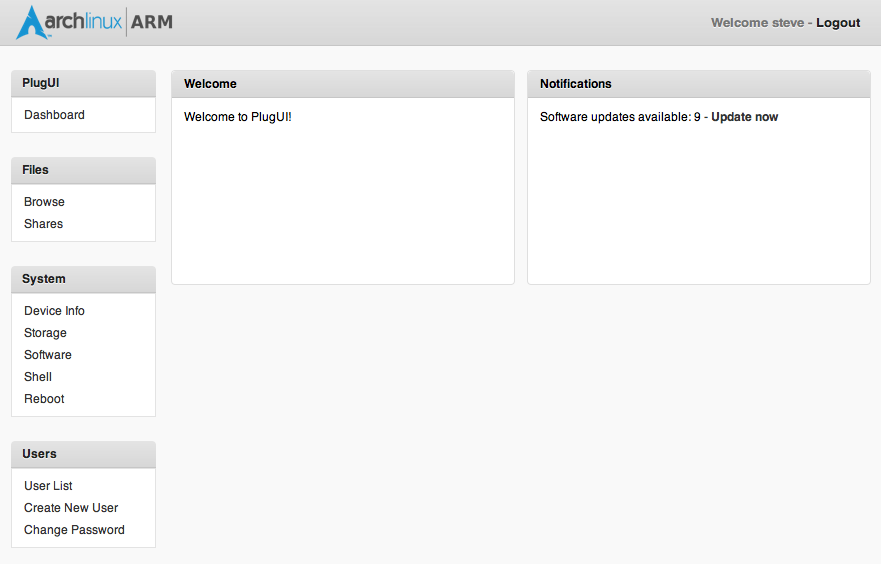 archlinux | ARM
Welcome steve - Logout
PlugUI
Dashboard
Files
Browse
Shares
System
Device Info
Storage
Software
Shell
Reboot
Users
User List
Create New User
Change Password
Welcome
Welcome to PlugUI!
Notifications
Software updates available: 9 - Update now